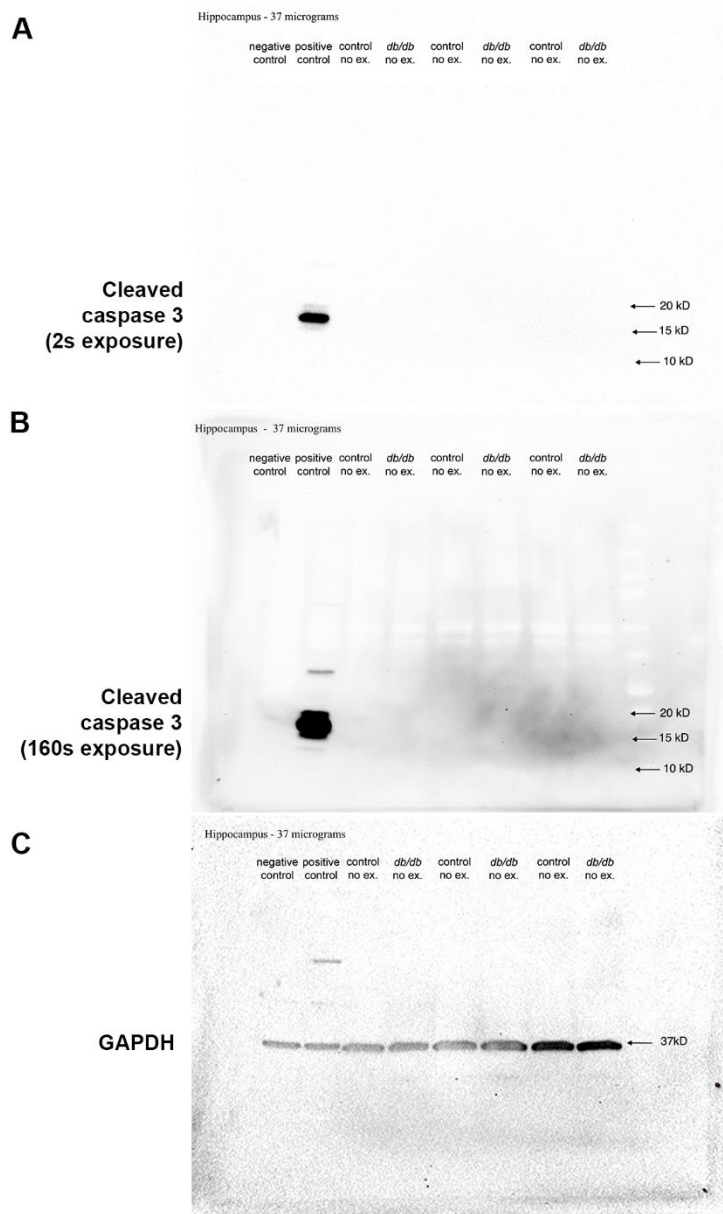 A
Hippocampus - 37 micrograms
negative positive control db/db control db/db control db/db
control control no ex. no ex. no ex. no ex. no ex. no ex.
Cleaved
caspase 3
(2s exposure)
20 kD
15 kD
10 kD
B
Hippocampus - 37 micrograms
negative positive control db/db control db/db control db/db
control control no ex. no ex. no ex. no ex. no ex. no ex.
Cleaved
caspase 3
(160s exposure)
20 kD
15 kD
10 kD
C
Hippocampus - 37 micrograms
negative positive control db/db control db/db control db/db
control control no ex. no ex. no ex. no ex. no ex. no ex.
GAPDH
37kD